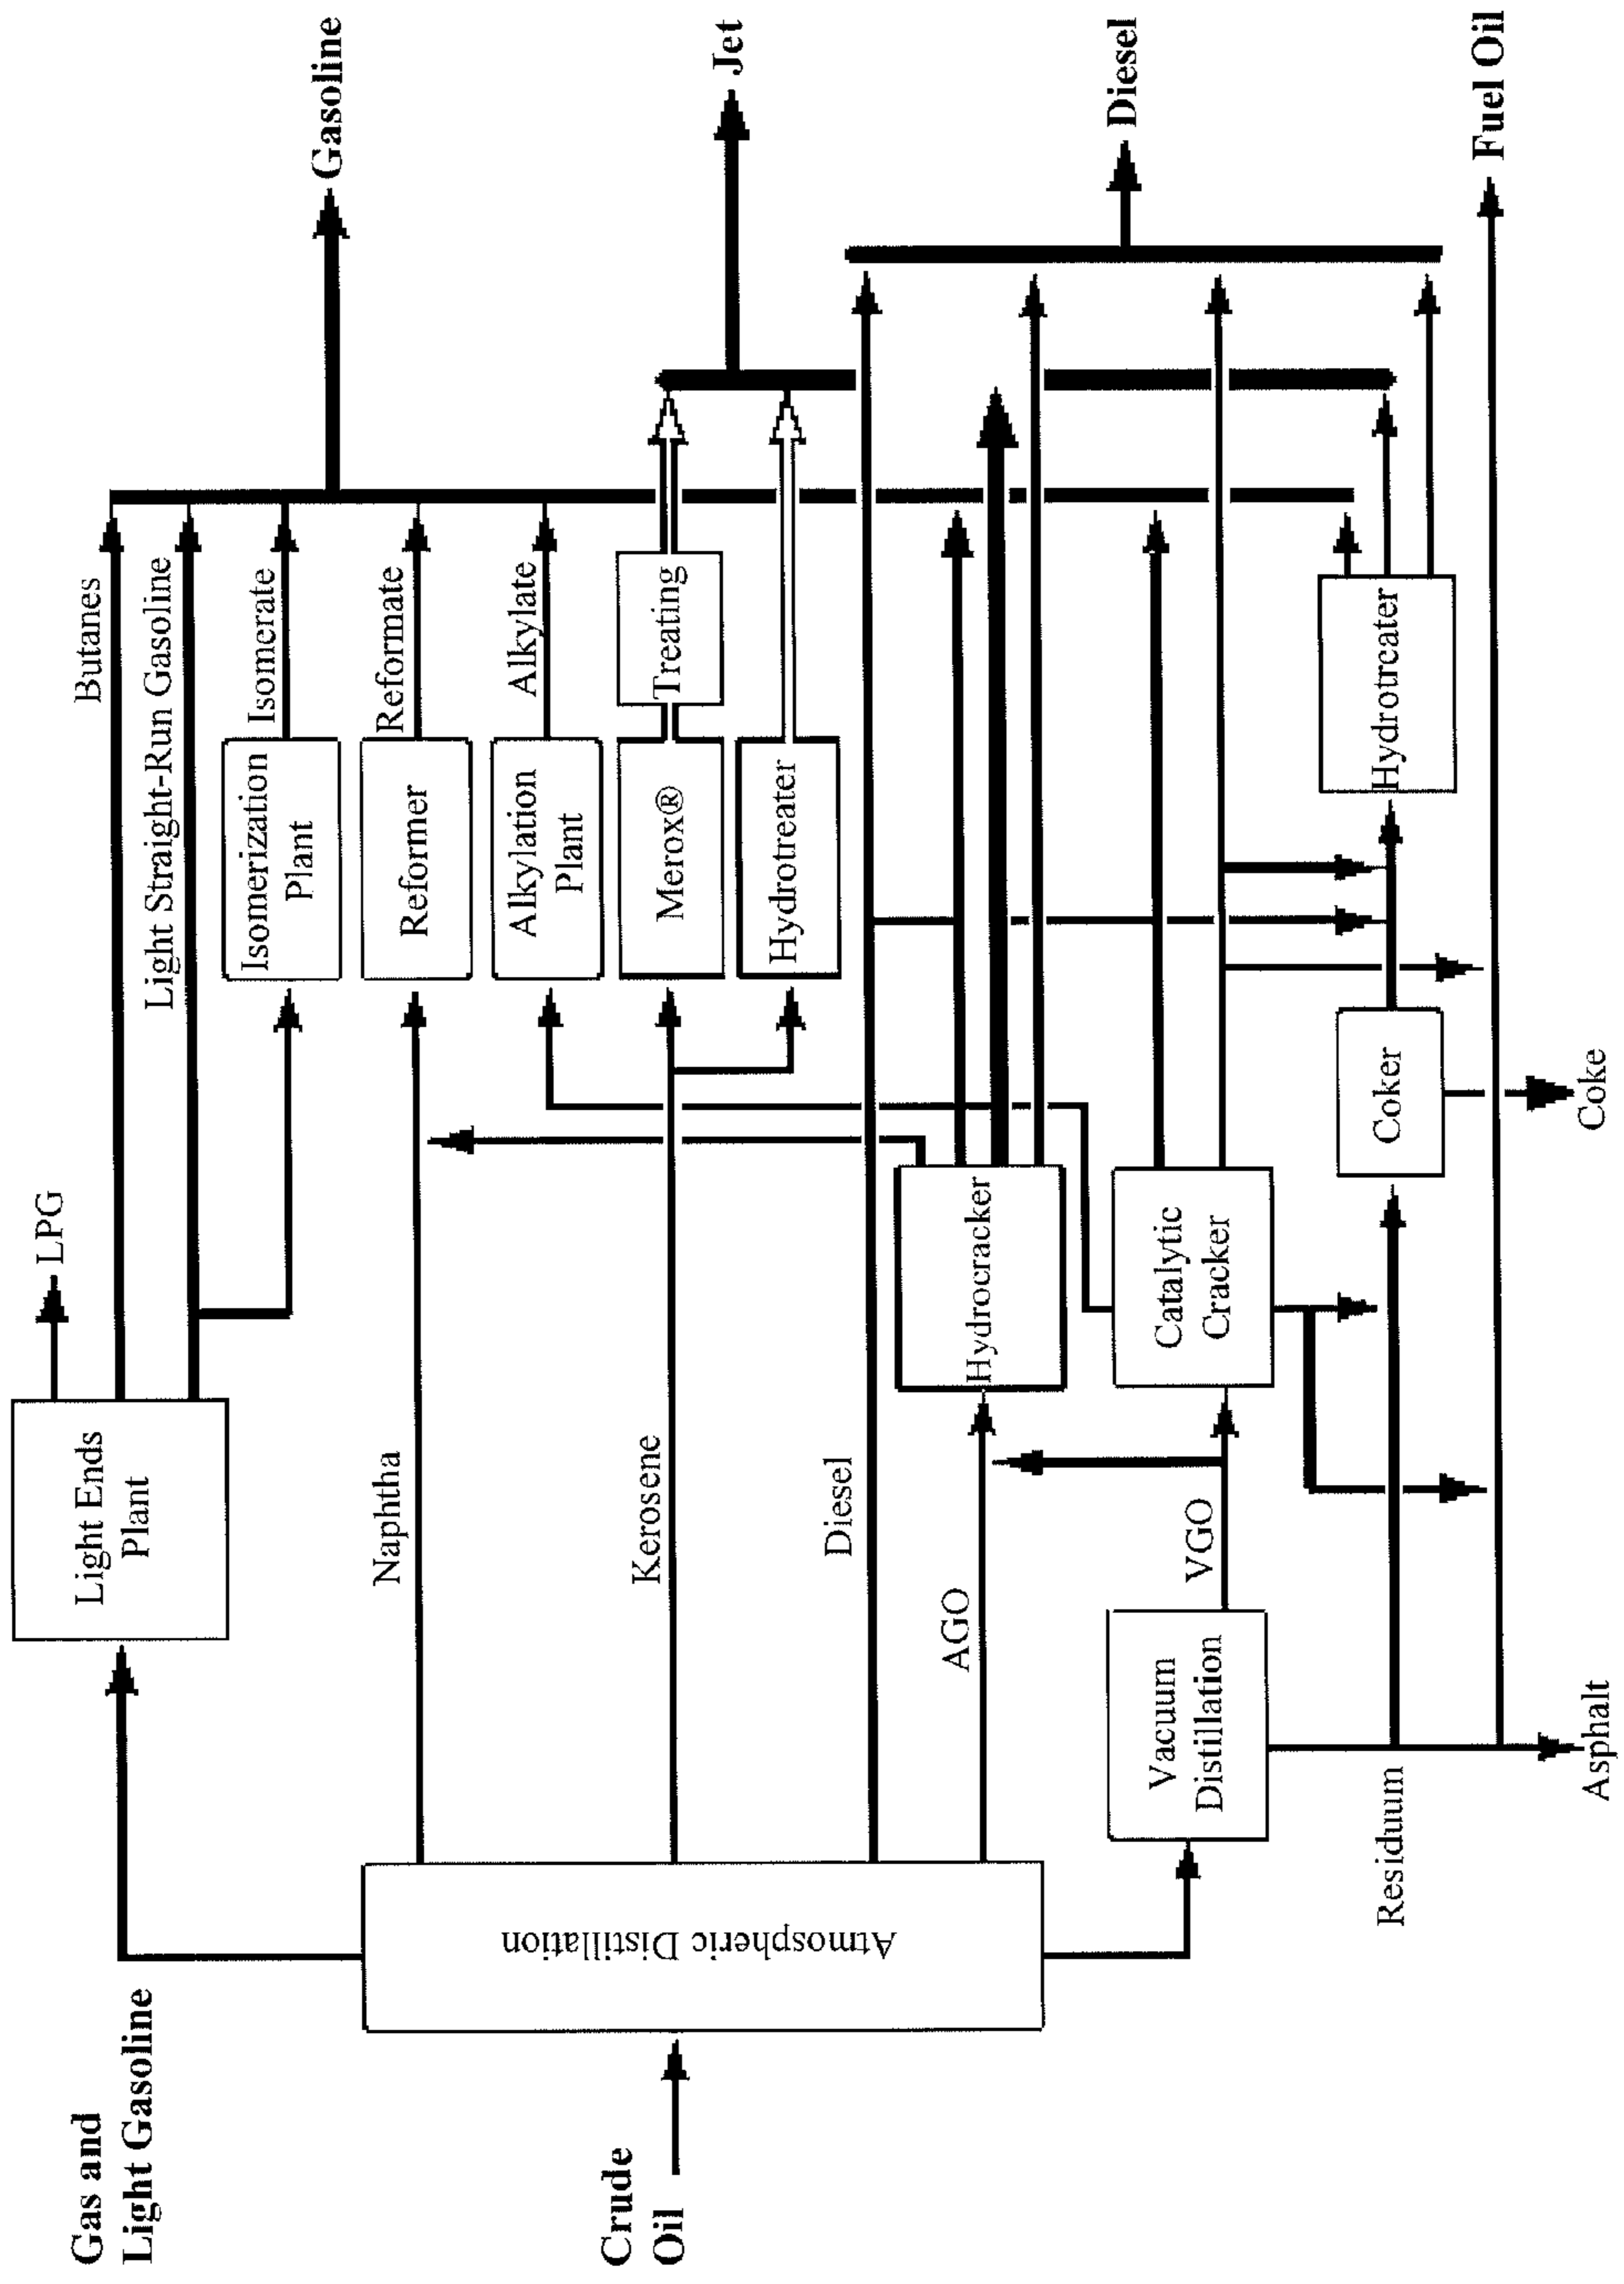 Gas and
Light Gasoline
Crude
Oil
Atmospheric Distillation
Light Ends
Plant
LPG
Butanes
Light Straight-Run Gasoline
Isomerization
Plant
Isomerate
Naphtha
Reformer
Reformate
Alkylation
Plant
Alkylate
Kerosene
Merox®
Treating
Hydrotreater
Diesel
AGO
Hydrocracker
Vacuum
Distillation
VGO
Catalytic
Cracker
Residuum
Coker
Hydrotreater
Asphalt
Coke
Gasoline
Jet
Diesel
Fuel Oil